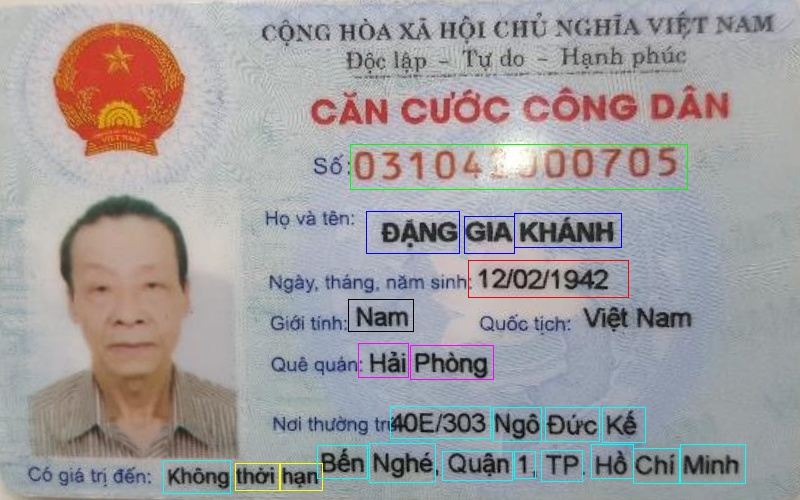 CỘNG HÒA XÃ HỘI CHỦ NGHĨA VIỆT NAM
Độc lập - Tự do - Hạnh phúc
CĂN CƯỚC CÔNG DÂN
Số:
Họ và tên: ĐẶNG GIA KHÁNH
Ngày, tháng, năm sinh: 12/02/1942
Giới tính: Nam Quốc tịch: Việt Nam
Quê quán: Hải Phòng
Nơi thường trú: 40E/303 Ngô Đức Kế
Bến Nghé, Quận 1, TP. Hồ Chí Minh
Có giá trị đến: Không thời hạn